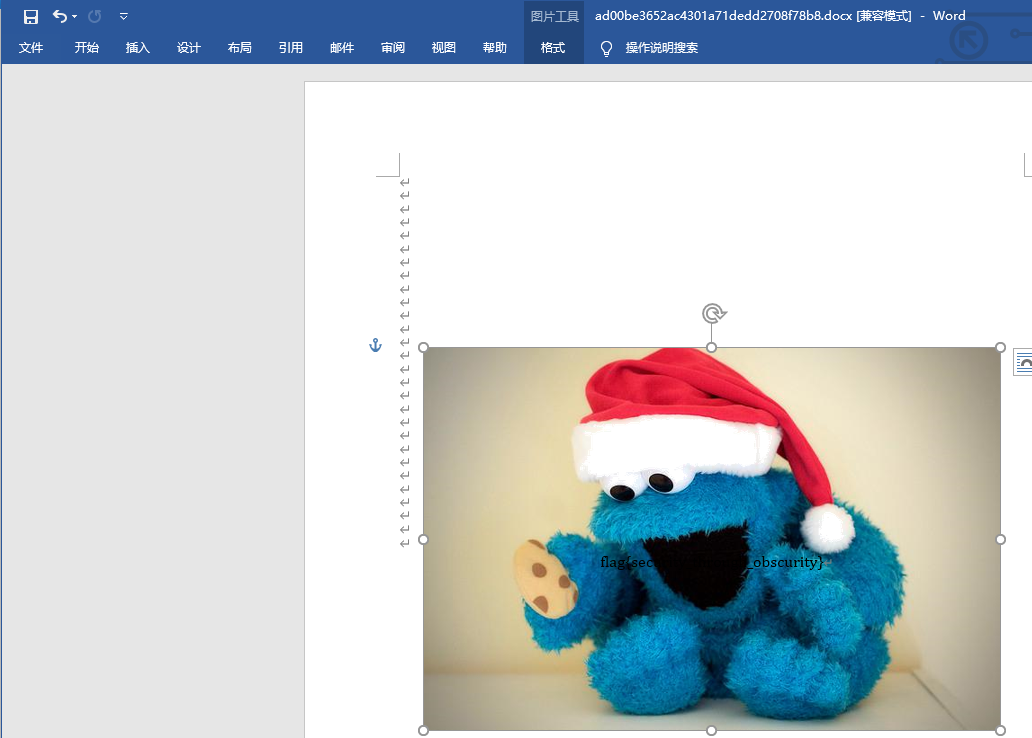 图片工具
ad00be3652ac4301a71dedd2708f78b8.docx [兼容模式] - Word
文件 开始 插入 设计 布局 引用 邮件 审阅 视图 帮助 格式 操作说明搜索
flag{sec _obscurity}